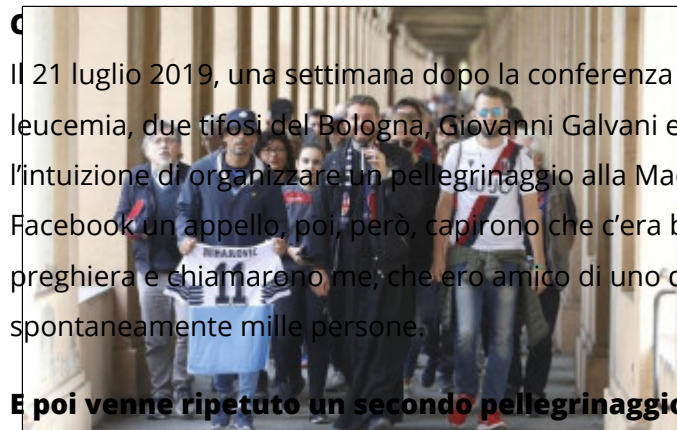 Il 21 luglio 2019, una settimana dopo la conferenza
leucemia, due tifosi del Bologna, Giovanni Galvani e
l'intuizione di organizzare un pellegrinaggio alla
Facebook un appello, poi, però, capirono che c'era
preghiera e chiamarono me, che ero amico di uno
spontaneamente mille persone.
E poi venne ripetuto un secondo pellegrinaggio
MIHAJLOVIC
11